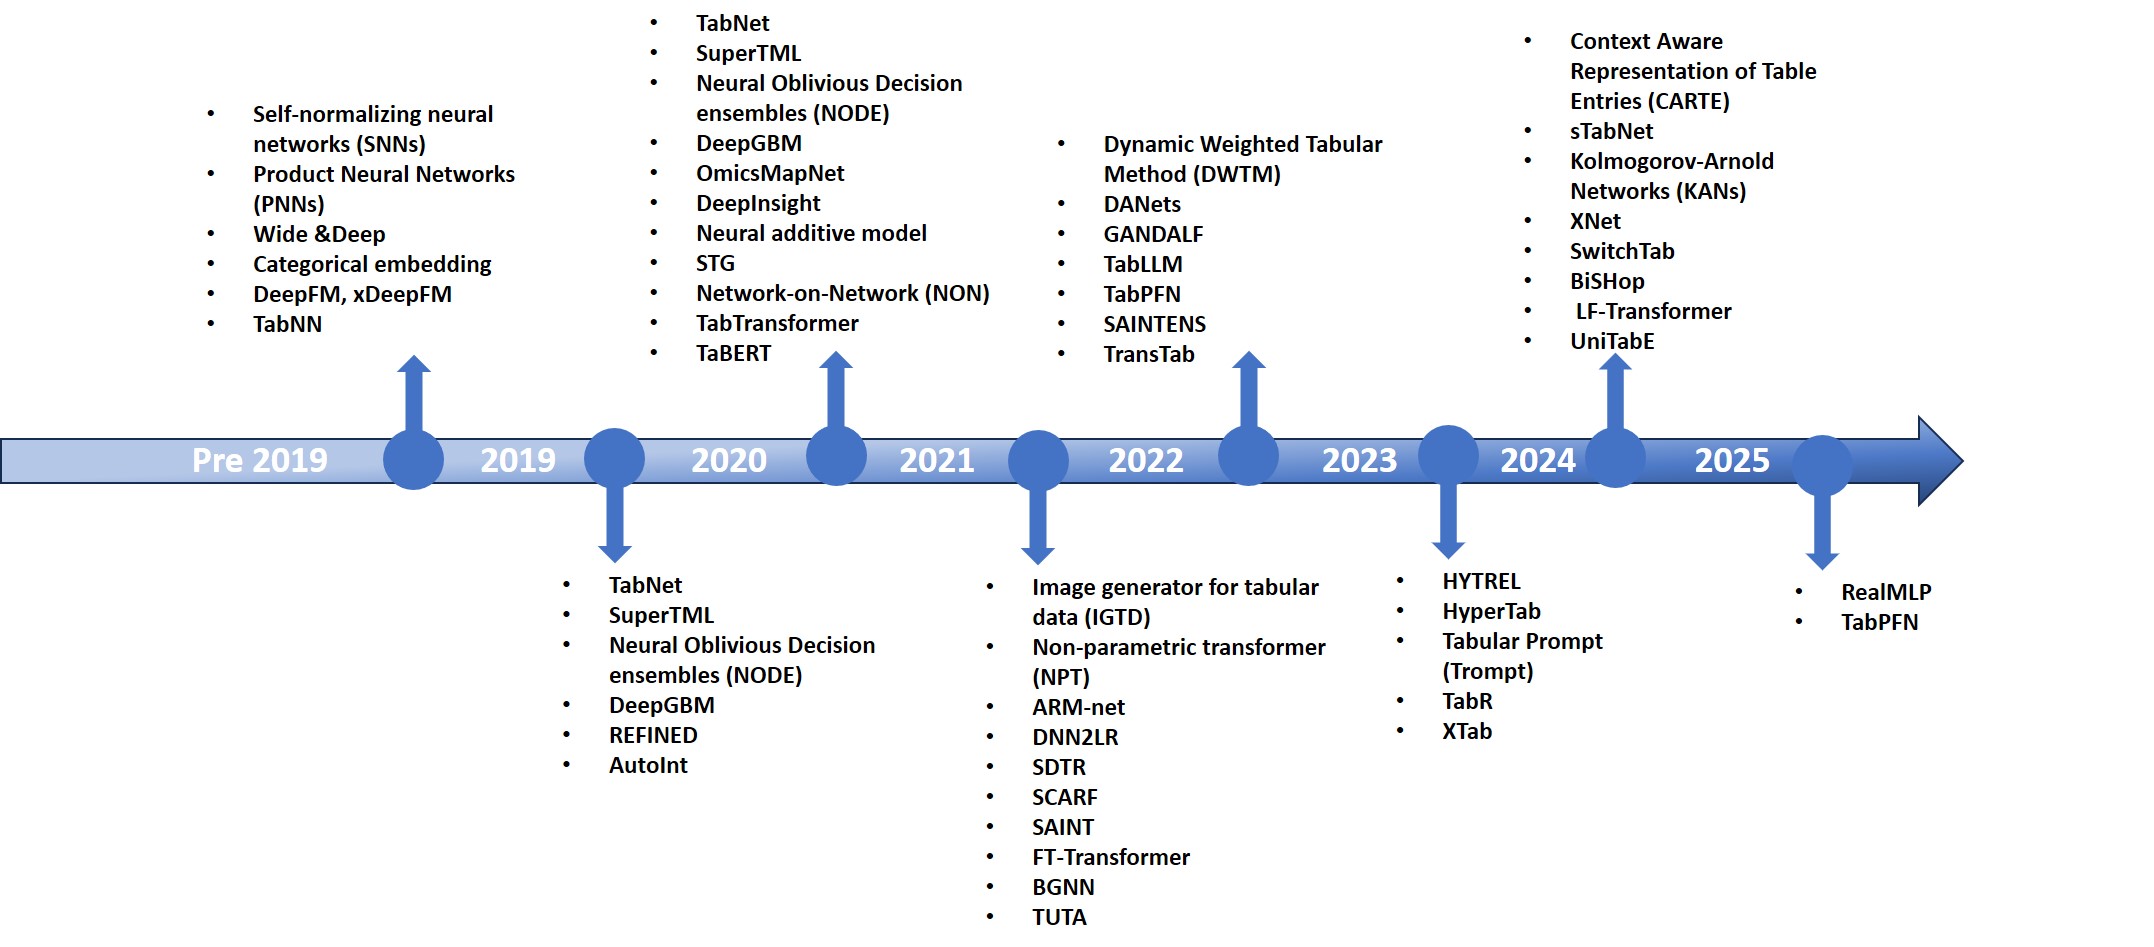 • Self-normalizing neural
networks (SNNs)
• Product Neural Networks
(PNNs)
• Wide &Deep
• Categorical embedding
• DeepFM, xDeepFM
• TabNN
• TabNet
• SuperTML
• Neural Oblivious Decision
ensembles (NODE)
• DeepGBM
• OmicsMapNet
• DeepInsight
• Neural additive model
• STG
• Network-on-Network (NON)
• TabTransformer
• TaBERT
• Dynamic Weighted Tabular
Method (DWTM)
• DANets
• GANDALF
• TabLLM
• TabPFN
• SAINTENS
• TransTab
• Context Aware
Representation of Table
Entries (CARTE)
• sTabNet
• Kolmogorov-Arnold
Networks (KANs)
• XNet
• SwitchTab
• BiSHop
• LF-Transformer
• UniTabE
Pre 2019
2019
2020
2021
2022
2023
2024
2025
• TabNet
• SuperTML
• Neural Oblivious Decision
ensembles (NODE)
• DeepGBM
• REFINED
• AutoInt
• Image generator for tabular
data (IGTD)
• Non-parametric transformer
(NPT)
• ARM-net
• DNN2LR
• SDTR
• SCARF
• SAINT
• FT-Transformer
• BGNN
• TUTA
• HYTREL
• HyperTab
• Tabular Prompt
(Trompt)
• TabR
• XTab
• RealMLP
• TabPFN